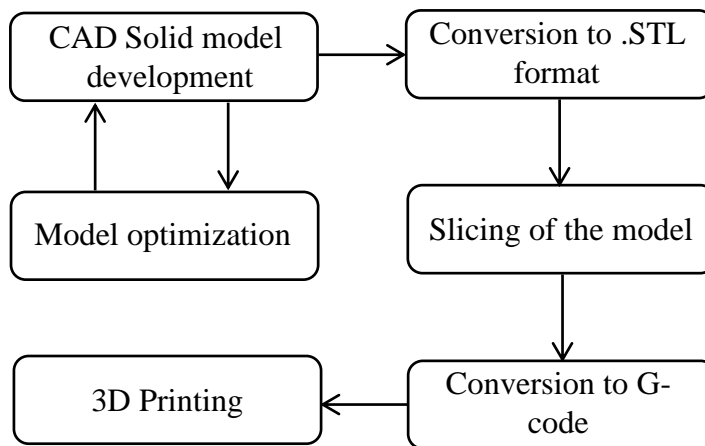 CAD Solid model
development
Conversion to .STL
format
Model optimization
Slicing of the model
3D Printing
Conversion to G-
code